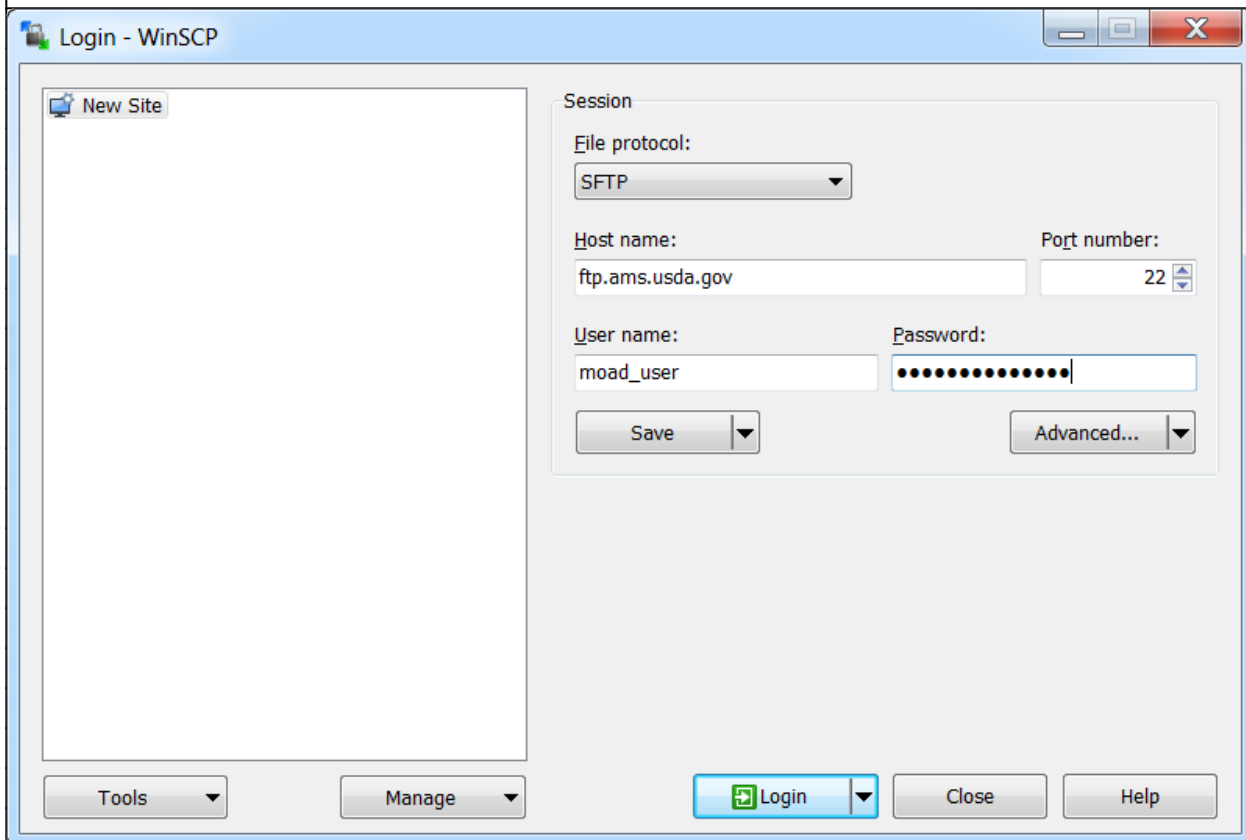 Login - WinSCP
New Site
Session
File protocol:
SFTP
Host name: Port number:
ftp.ams.usda.gov 22
User name: Password:
moad_user ••••••••••••••
Save Advanced...
Tools Manage Login Close Help